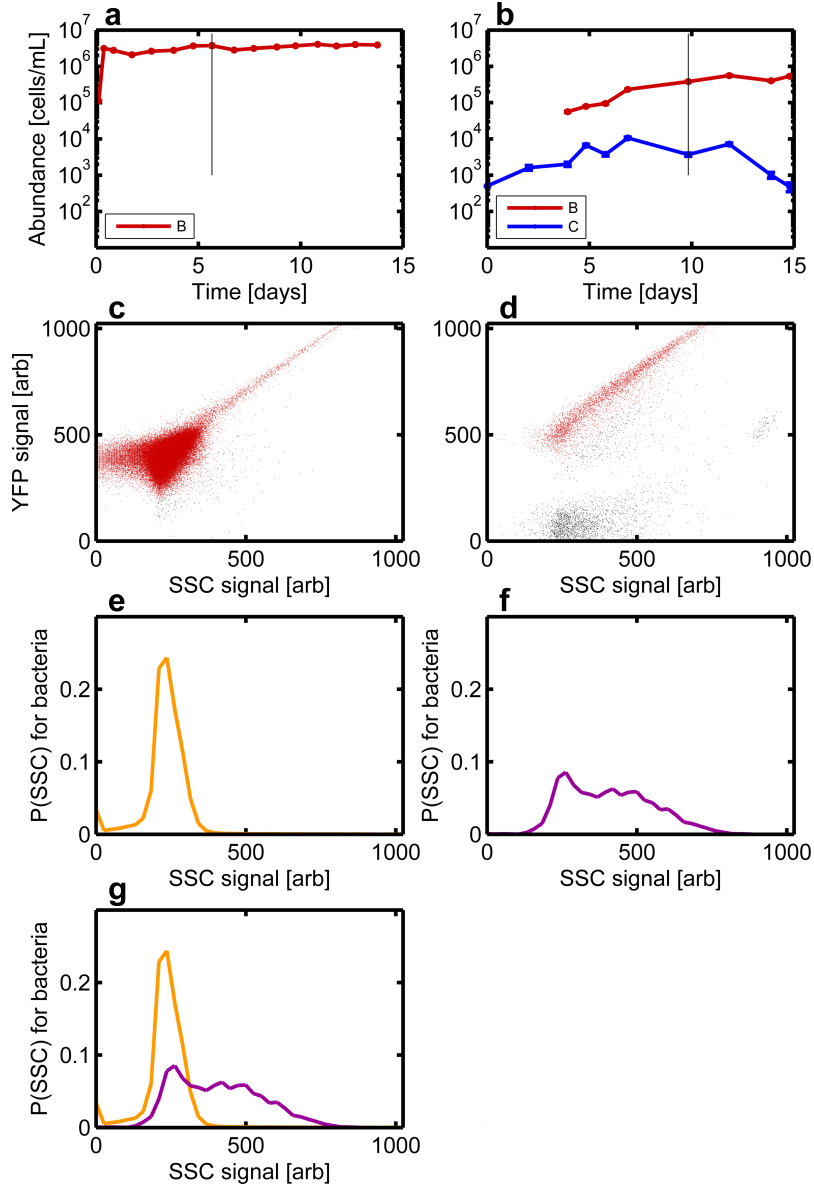 a
Abundance [cells/mL]
10^7
10^6
10^5
10^4
10^3
10^2
B
0 5 10 15
Time [days]
b
10^7
10^6
10^5
10^4
10^3
10^2
B
C
0 5 10 15
Time [days]
c
YFP signal [arb]
1000
500
0
0 500 1000
SSC signal [arb]
d
1000
500
0
0 500 1000
SSC signal [arb]
e
P(SSC) for bacteria
0.2
0.1
0
0 500 1000
SSC signal [arb]
f
P(SSC) for bacteria
0.2
0.1
0
0 500 1000
SSC signal [arb]
g
P(SSC) for bacteria
0.2
0.1
0
0 500 1000
SSC signal [arb]